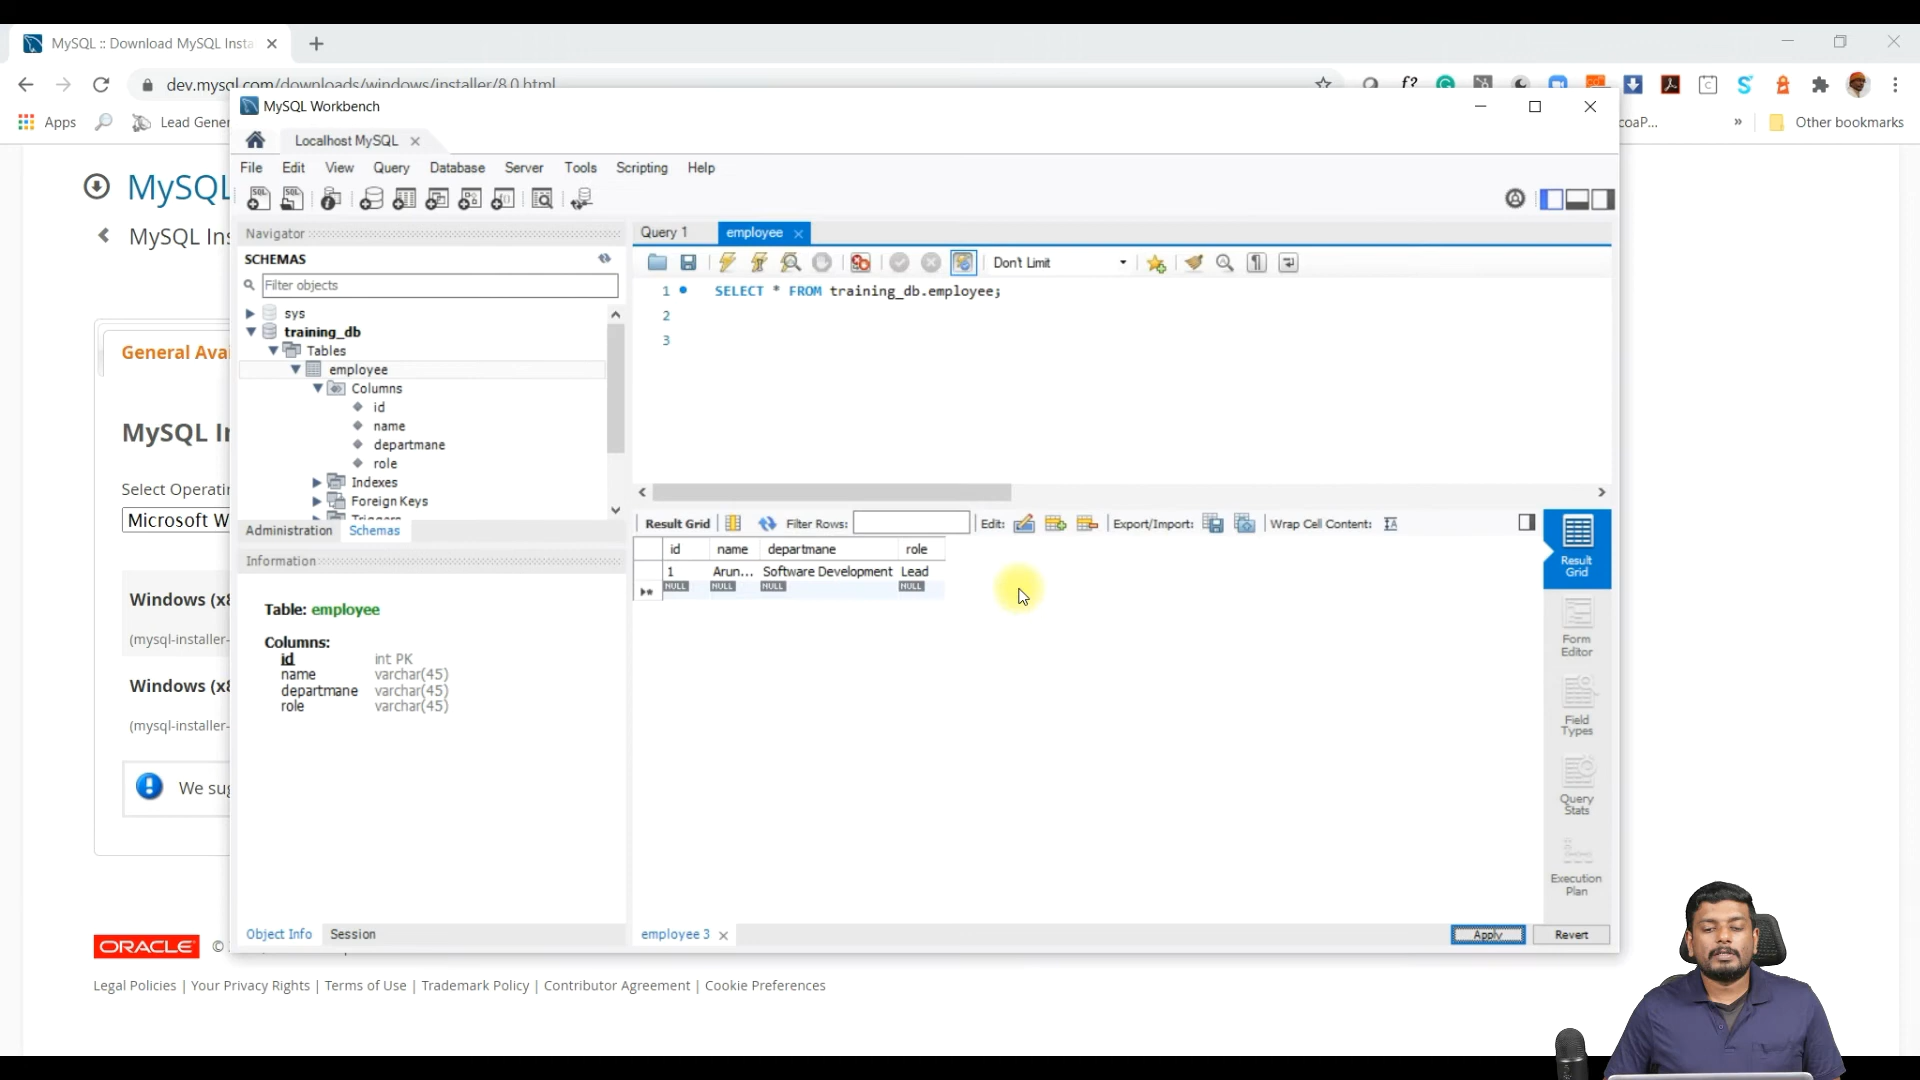 MySQL :: Download MySQL Insta
dev.mysql.com/downloads/windows/installer/8.0.html
Apps
Lead Gener
Other bookmarks
MySQL
MySQL Ins
General Avai
MySQL In
Select Operatin
Microsoft W
Windows (x8
(mysql-installer-
Windows (x8
(mysql-installer-
We sug
ORACLE
©
Legal Policies | Your Privacy Rights | Terms of Use | Trademark Policy | Contributor Agreement | Cookie Preferences
MySQL Workbench
Localhost MySQL
File Edit View Query Database Server Tools Scripting Help
Navigator
SCHEMAS
Filter objects
sys
training_db
Tables
employee
Columns
id
name
departmane
role
Indexes
Foreign Keys
Triggers
Administration Schemas
Information
Table: employee
Columns:
id int PK
name varchar(45)
departmane varchar(45)
role varchar(45)
Object Info Session
Query 1 employee
Don't Limit
1 SELECT * FROM training_db.employee;
2
3
Result Grid Filter Rows: Edit: Export/Import: Wrap Cell Content:
id name departmane role
1 Arun... Software Development Lead
NULL NULL NULL NULL
Result
Grid
Form
Editor
Field
Types
Query
Stats
Execution
Plan
employee 3
Apply Revert